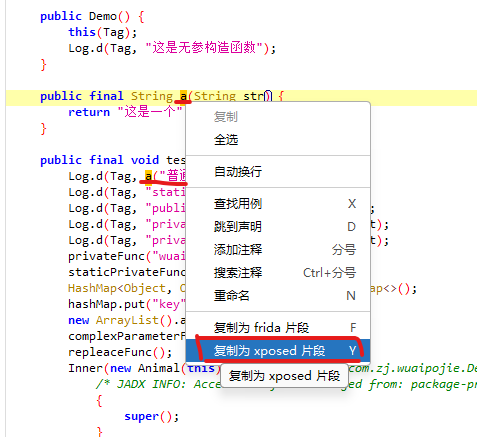 public Demo() {
this(Tag);
Log.d(Tag, "这是无参构造函数");
}
public final String a(String str) {
return "这是一个
}
public final void tes
Log.d(Tag, a("普通
Log.d(Tag, "stati
Log.d(Tag, "publi
Log.d(Tag, "priva
Log.d(Tag, "priva
privateFunc("wuai
staticPrivateFunc
HashMap<Object, O
ap<>();
hashMap.put("key"
new ArrayList().a
complexParameterF
repleaceFunc();
Inner(new Animal(this)
com.zj.wuaipojie.De
/* JADX INFO: Acce
ged from: package-pr
{
super();
}
复制
全选
自动换行
查找用例 X
跳到声明 D
添加注释 分号
搜索注释 Ctrl+分号
重命名 N
复制为 frida 片段 F
复制为 xposed 片段 Y
复制为 xposed 片段